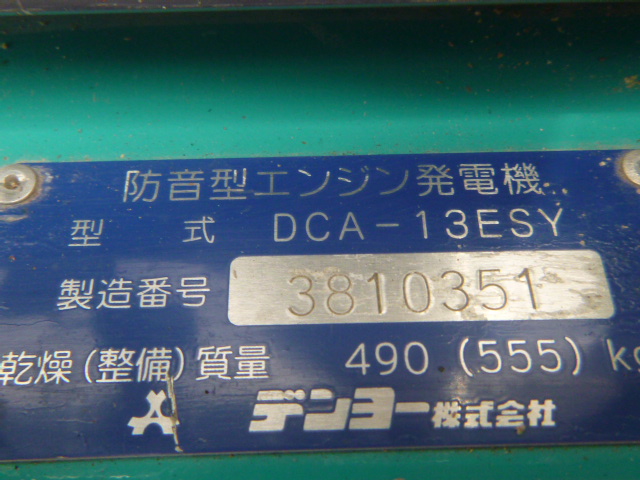 防音型エンジン発電機
型 式 DCA-13ESY
製造番号 3810351
乾燥(整備)質量 490 (555) kg
デンヨー株式会社